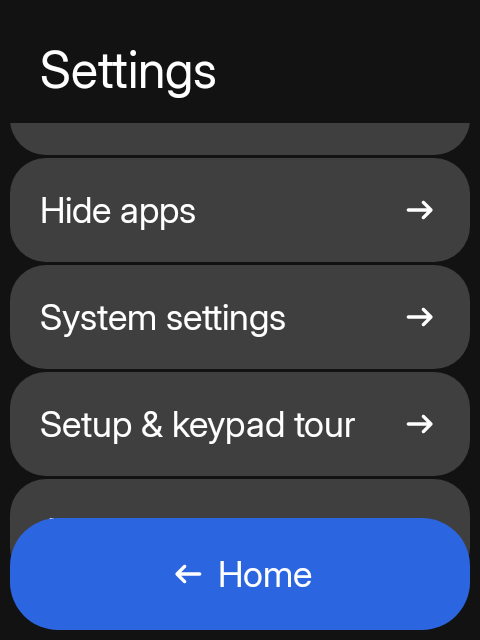 Settings
Hide apps
System settings
Setup & keypad tour
Home